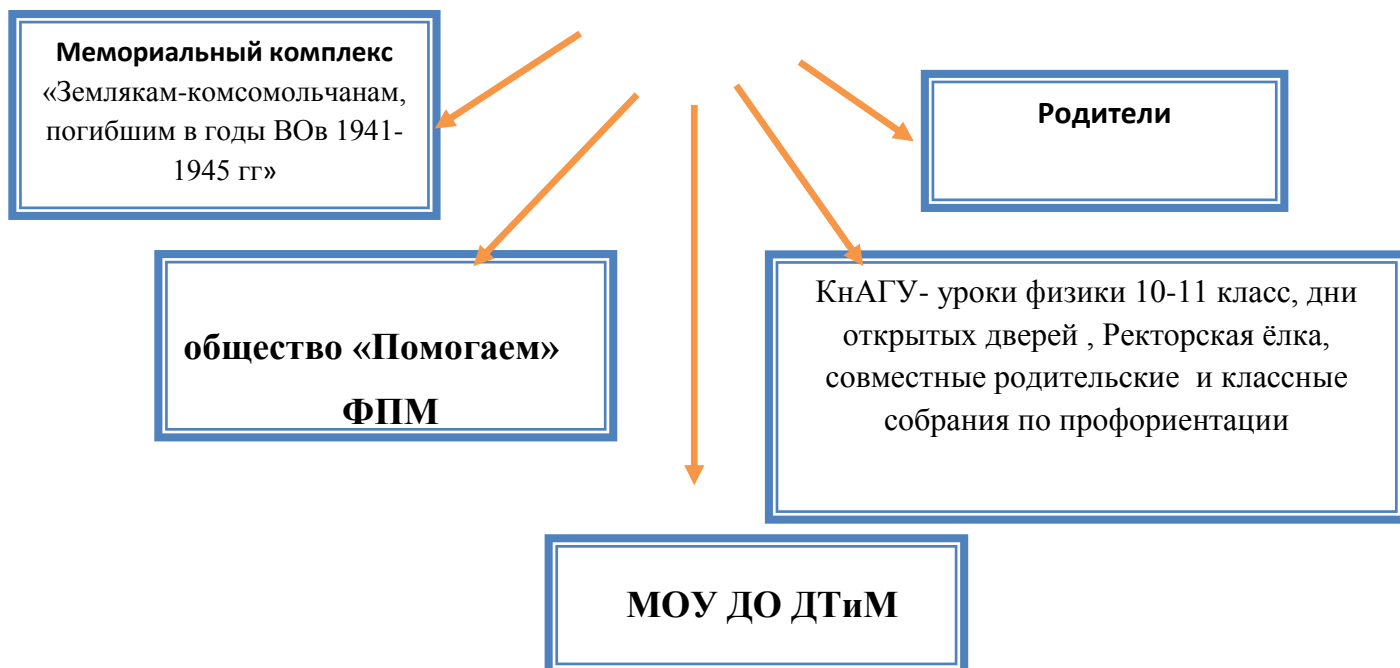 Мемориальный комплекс
«Землякам-комсомольчанам,
погибшим в годы ВОв 1941-
1945 гг»
Родители
общество «Помогаем»
ФПМ
КнАГУ- уроки физики 10-11 класс, дни
открытых дверей , Ректорская ёлка,
совместные родительские и классные
собрания по профориентации
МОУ ДО ДТиМ